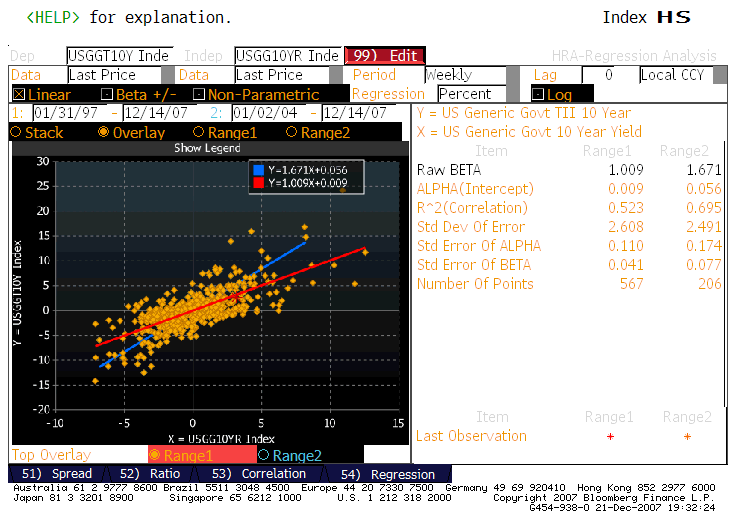 <HELP> for explanation. Index HS
Dep USGGT10Y Inde Indep USGG10YR Inde 99) Edit HRA-Regression Analysis
Data Last Price Data Last Price Period Weekly Lag 0 Local CCY
Linear Beta +/- Non-Parametric Regression Percent Log
1: 01/31/97 - 12/14/07 2: 01/02/04 - 12/14/07
Stack Overlay Range1 Range2
Y = US Generic Govt TII 10 Year
X = US Generic Govt 10 Year Yield
Show Legend
Item Range1 Range2
Raw BETA 1.009 1.671
ALPHA(Intercept) 0.009 0.056
R^2(Correlation) 0.523 0.695
Std Dev Of Error 2.608 2.491
Std Error Of ALPHA 0.110 0.174
Std Error Of BETA 0.041 0.077
Number Of Points 567 206
Y=1.671X+0.056
Y=1.009X+0.009
30
25
20
15
10
5
0
-5
-10
-15
-20
Y = USGGT10Y Index
-10 -5 0 5 10 15
X = USGG10YR Index
Item Range1 Range2
Last Observation + +
Top Overlay Range1 Range2
51) Spread 52) Ratio 53) Correlation 54) Regression
Australia 61 2 9777 8600 Brazil 5511 3048 4500 Europe 44 20 7330 7500 Germany 49 69 920410 Hong Kong 852 2977 6000
Japan 81 3 3201 8900 Singapore 65 6212 1000 U.S. 1 212 318 2000 Copyright 2007 Bloomberg Finance L.P.
G454-938-0 21-Dec-2007 19:32:24